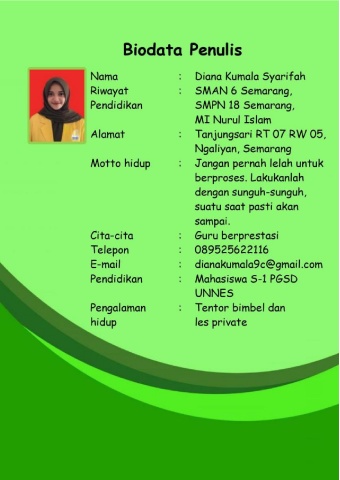 Biodata Penulis
Nama : Diana Kumala Syarifah
Riwayat : SMAN 6 Semarang,
Pendidikan SMPN 18 Semarang,
MI Nurul Islam
Alamat : Tanjungsari RT 07 RW 05,
Ngaliyan, Semarang
Motto hidup : Jangan pernah lelah untuk
berproses. Lakukanlah
dengan sunguh-sunguh,
suatu saat pasti akan
sampai.
Cita-cita : Guru berprestasi
Telepon : 089525622116
E-mail : dianakumala9c@gmail.com
Pendidikan : Mahasiswa S-1 PGSD
UNNES
Pengalaman : Tentor bimbel dan
hidup les private